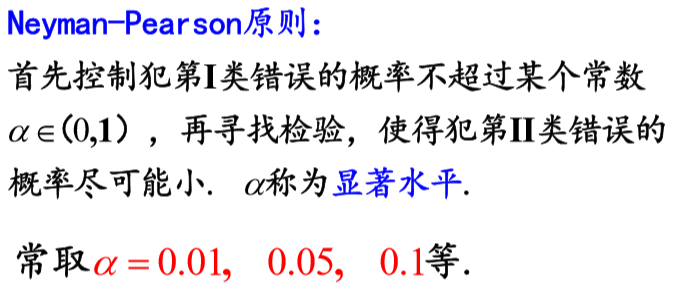 Neyman-Pearson原则：
首先控制犯第I类错误的概率不超过某个常数
α∈(0,1) ，再寻找检验，使得犯第II类错误的
概率尽可能小. α称为显著水平.
常取α = 0.01, 0.05, 0.1等.